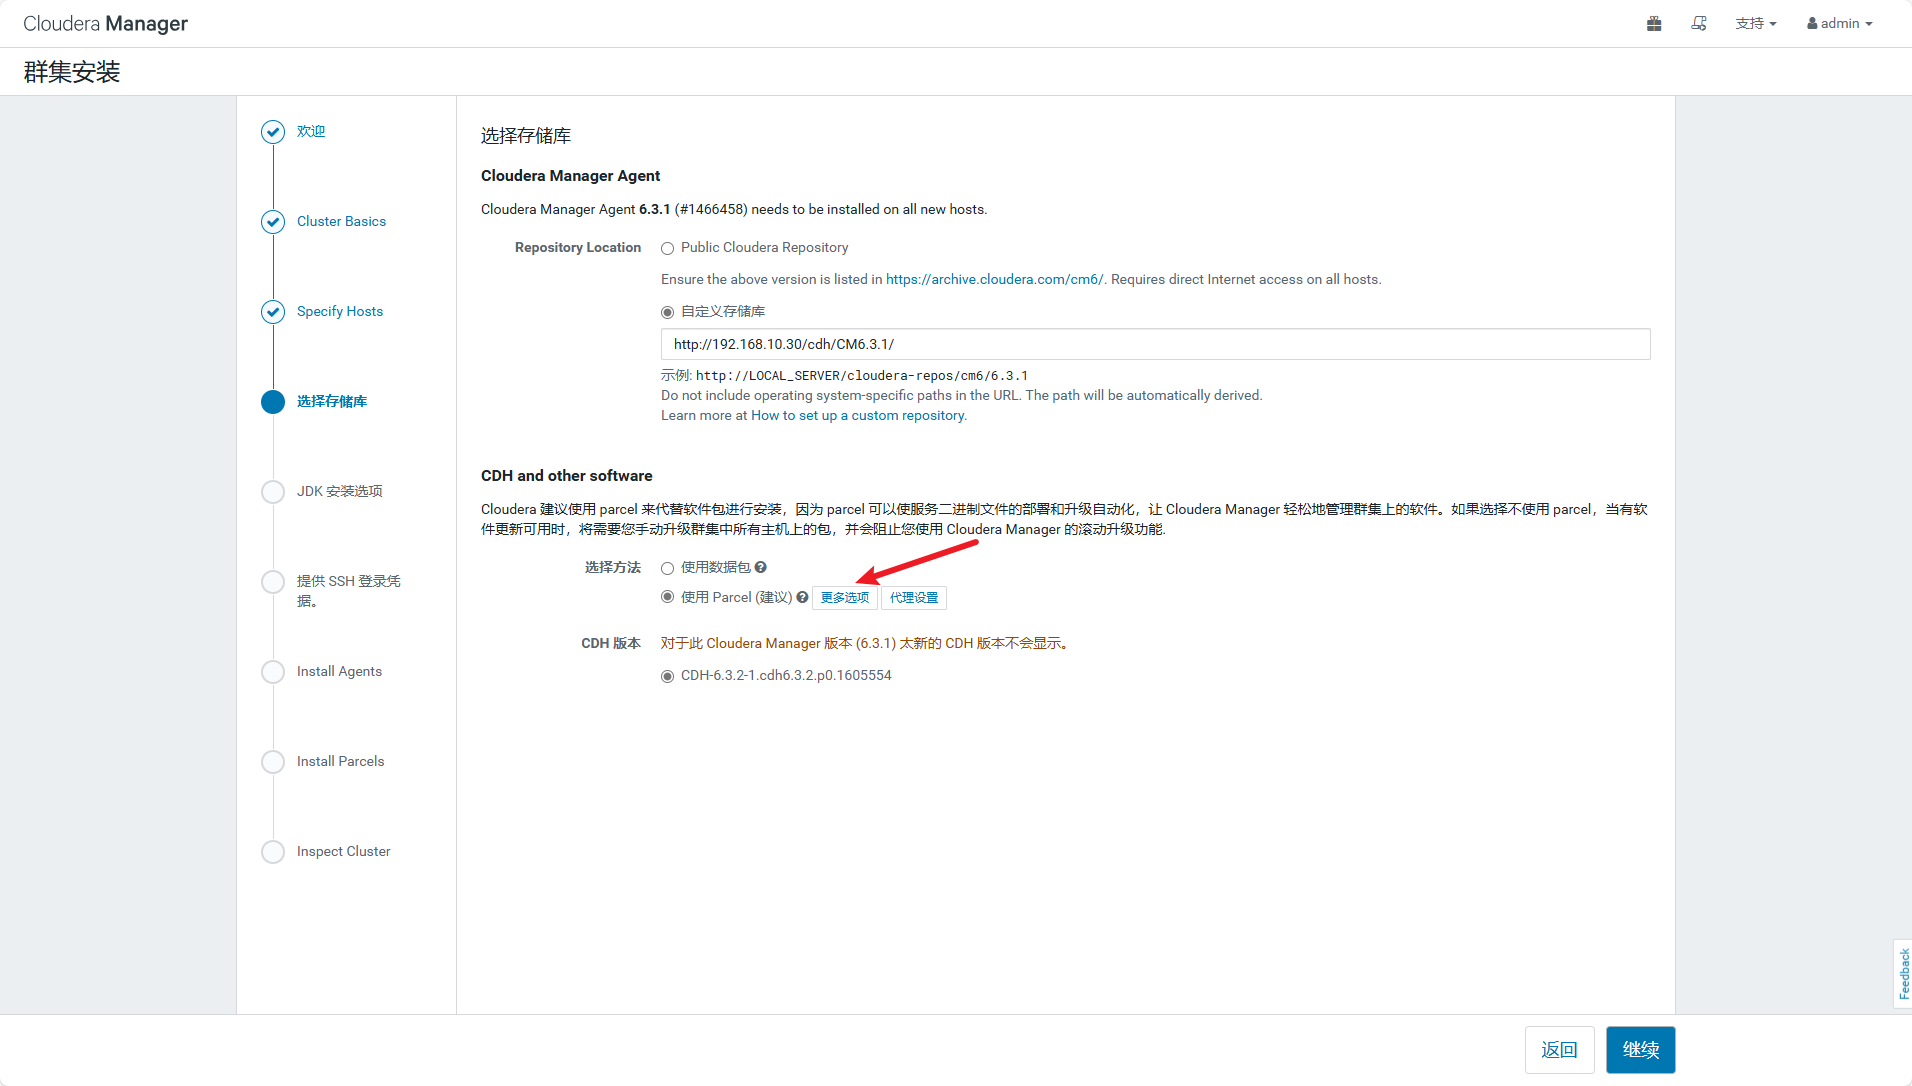 Cloudera Manager
支持
admin
群集安装
欢迎
Cluster Basics
Specify Hosts
选择存储库
JDK 安装选项
提供 SSH 登录凭
据。
Install Agents
Install Parcels
Inspect Cluster
选择存储库
Cloudera Manager Agent
Cloudera Manager Agent 6.3.1 (#1466458) needs to be installed on all new hosts.
Repository Location
Public Cloudera Repository
Ensure the above version is listed in https://archive.cloudera.com/cm6/. Requires direct Internet access on all hosts.
自定义存储库
http://192.168.10.30/cdh/CM6.3.1/
示例: http://LOCAL_SERVER/cloudera-repos/cm6/6.3.1
Do not include operating system-specific paths in the URL. The path will be automatically derived.
Learn more at How to set up a custom repository.
CDH and other software
Cloudera 建议使用 parcel 来代替软件包进行安装，因为 parcel 可以使服务二进制文件的部署和升级自动化，让 Cloudera Manager 轻松地管理群集上的软件。如果选择不使用 parcel，当有软
件更新可用时，将需要您手动升级群集中所有主机上的包，并会阻止您使用 Cloudera Manager 的滚动升级功能.
选择方法
使用数据包
使用 Parcel (建议) 更多选项 代理设置
CDH 版本
对于此 Cloudera Manager 版本 (6.3.1) 太新的 CDH 版本不会显示。
CDH-6.3.2-1.cdh6.3.2.p0.1605554
Feedback
返回
继续